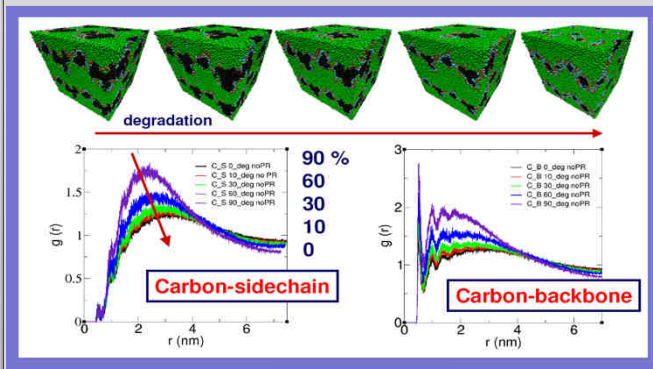 degradation
2
1.5
1
0.5
0
0 2 4 6
g (r)
r (nm)
C_S 0_deg noPR
C_S 10_deg no PR
C_S 30_deg noPR
C_S 60_deg noPR
C_S 90_deg noPR
Carbon-sidechain
90 %
60
30
10
0
3
2
1
0
0 2 4 6
g (r)
r (nm)
C_B 0_deg noPR
C_B 10_deg noPR
C_B 30_deg noPR
C_B 60_deg noPR
C_B 90_deg noPR
Carbon-backbone